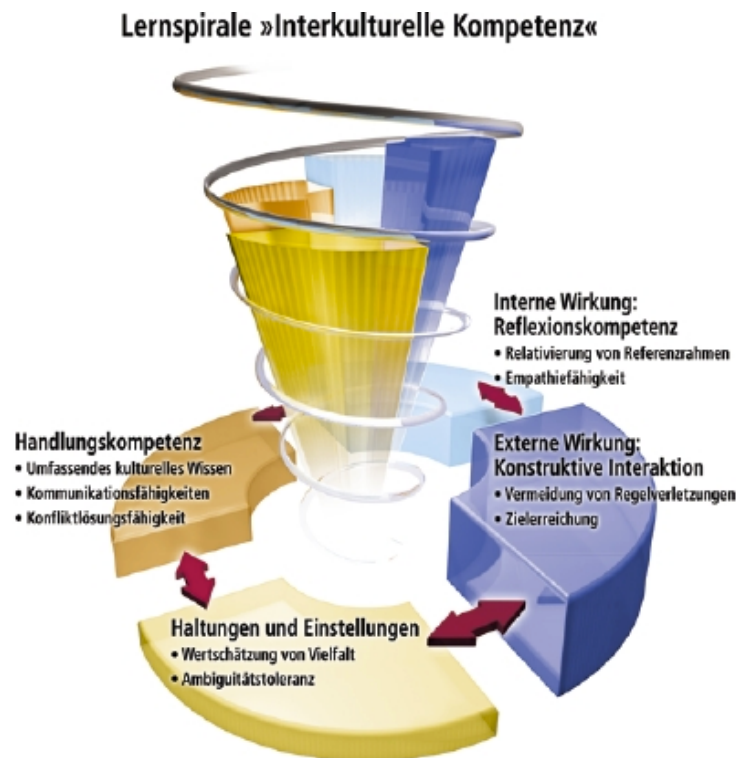 Lernspirale »Interkulturelle Kompetenz«
Interne Wirkung:
Reflexionskompetenz
• Relativierung von Referenzrahmen
• Empathiefähigkeit
Handlungskompetenz
• Umfassendes kulturelles Wissen
• Kommunikationsfähigkeiten
• Konfliktlösungsfähigkeit
Externe Wirkung:
Konstruktive Interaktion
• Vermeidung von Regelverletzungen
• Zielerreichung
Haltungen und Einstellungen
• Wertschätzung von Vielfalt
• Ambiguitätstoleranz